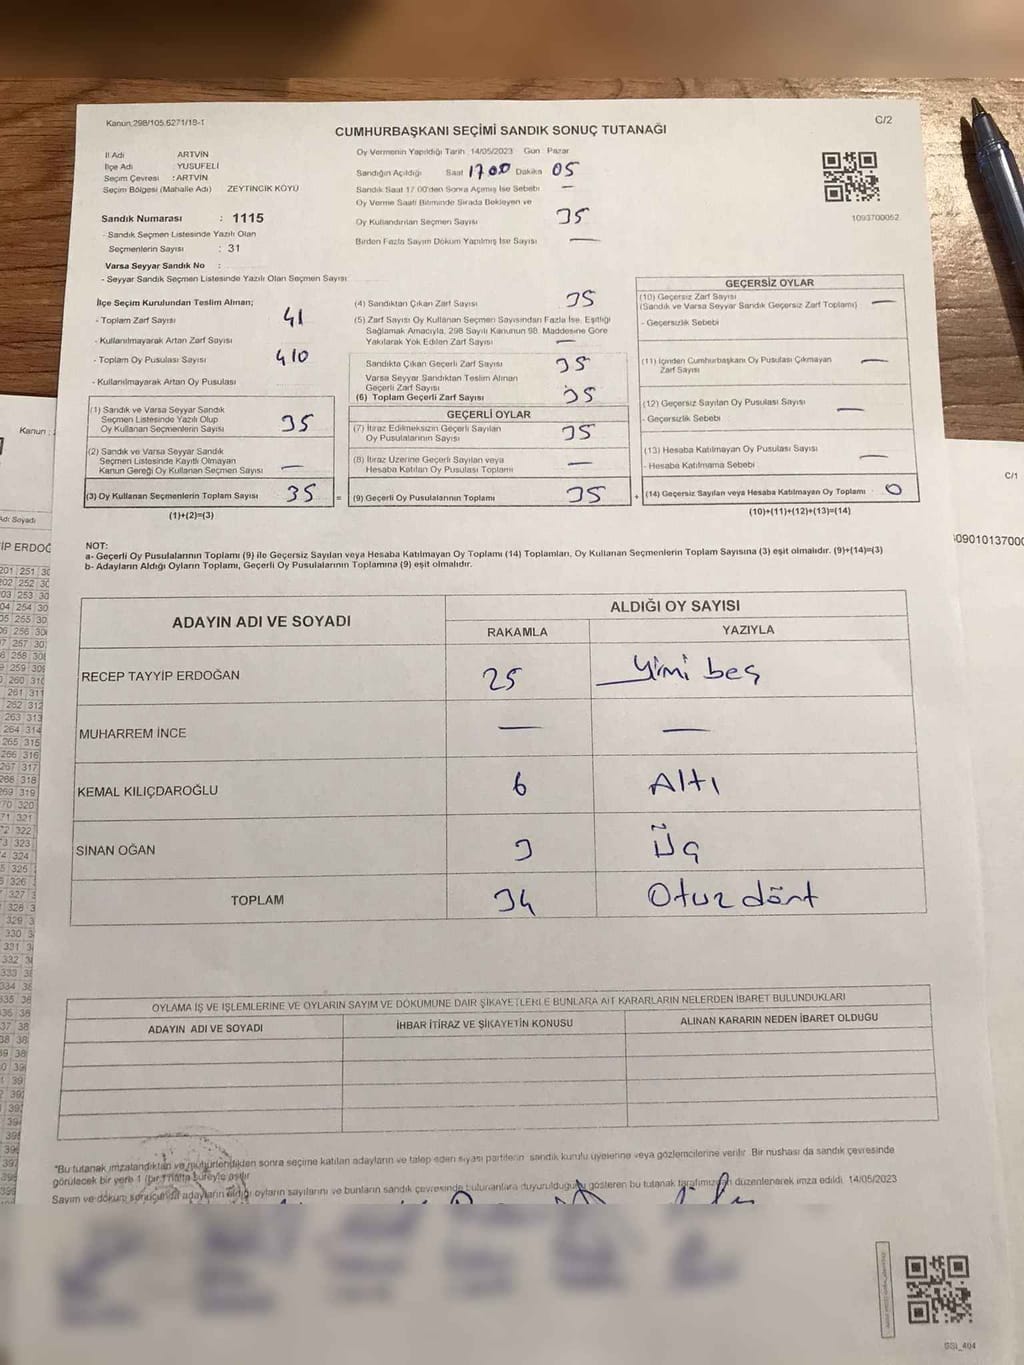 Kanun:298/105.6271/18-1
C/2
CUMHURBAŞKANI SEÇİMİ SANDIK SONUÇ TUTANAĞI
İl Adı ARTVİN
İlçe Adı : YUSUFELİ
Seçim Çevresi : ARTVİN
Seçim Bölgesi (Mahalle Adı) ZEYTİNCİK KÖYÜ
Sandık Numarası : 1115
- Sandık Seçmen Listesinde Yazılı Olan
Seçmenlerin Sayısı : 31
Varsa Seyyar Sandık No :
- Seyyar Sandık Seçmen Listesinde Yazılı Olan Seçmen Sayısı:
Oy Vermenin Yapıldığı Tarih : 14/05/2023 Gün : Pazar
Sandığın Açıldığı Saat 17.00 Dakika 05
Sandık Saat 17.00'den Sonra Açımış İse Sebebi —
Oy Verme Saati Bitiminde Sırada Bekleyen ve
Oy Kullandırılan Seçmen Sayısı 35
Birden Fazla Sayım Döküm Yapılmış İse Sayısı —
1093700052
İlçe Seçim Kurulundan Teslim Alınan;
- Toplam Zarf Sayısı 41
- Kullanılmayarak Artan Zarf Sayısı
- Toplam Oy Pusulası Sayısı 410
- Kullanılmayarak Artan Oy Pusulası
(1) Sandık ve Varsa Seyyar Sandık
Seçmen Listesinde Yazılı Olup
Oy Kullanan Seçmenlerin Sayısı 35
(2) Sandık ve Varsa Seyyar Sandık
Seçmen Listesinde Kayıtlı Olmayan
Kanun Gereği Oy Kullanan Seçmen Sayısı —
(3) Oy Kullanan Seçmenlerin Toplam Sayısı 35
(1)+(2)=(3)
(4) Sandıktan Çıkan Zarf Sayısı 35
(5) Zarf Sayısı Oy Kullanan Seçmen Sayısından Fazla İse, Eşitliği
Sağlamak Amacıyla, 298 Sayılı Kanunun 98. Maddesine Göre
Yakılarak Yok Edilen Zarf Sayısı —
Sandıkta Çıkan Geçerli Zarf Sayısı 35
Varsa Seyyar Sandıktan Teslim Alınan
Geçerli Zarf Sayısı
(6) Toplam Geçerli Zarf Sayısı 35
GEÇERLİ OYLAR
(7) İtiraz Edilmeksizin Geçerli Sayılan
Oy Pusulalarının Sayısı 35
(8) İtiraz Üzerine Geçerli Sayılan veya
Hesaba Katılan Oy Pusulası Toplamı —
= (9) Geçerli Oy Pusulalarının Toplamı 35
GEÇERSİZ OYLAR
(10) Geçersiz Zarf Sayısı
(Sandık ve Varsa Seyyar Sandık Geçersiz Zarf Toplamı) —
- Geçersizlik Sebebi
(11) İçinden Cumhurbaşkanı Oy Pusulası Çıkmayan
Zarf Sayısı —
(12) Geçersiz Sayılan Oy Pusulası Sayısı —
- Geçersizlik Sebebi
(13) Hesaba Katılmayan Oy Pusulası Sayısı
- Hesaba Katılmama Sebebi —
+ (14) Geçersiz Sayılan veya Hesaba Katılmayan Oy Toplamı 0
(10)+(11)+(12)+(13)=(14)
NOT:
a- Geçerli Oy Pusulalarının Toplamı (9) ile Geçersiz Sayılan veya Hesaba Katılmayan Oy Toplamı (14) Toplamları, Oy Kullanan Seçmenlerin Toplam Sayısına (3) eşit olmalıdır. (9)+(14)=(3)
b- Adayların Aldığı Oyların Toplamı, Geçerli Oy Pusulalarının Toplamına (9) eşit olmalıdır.
ADAYIN ADI VE SOYADI
ALDIĞI OY SAYISI
RAKAMLA YAZIYLA
RECEP TAYYİP ERDOĞAN 25 Yirmi beş
MUHARREM İNCE — —
KEMAL KILIÇDAROĞLU 6 Altı
SİNAN OĞAN 3 Üç
TOPLAM 34 Otuz dört
OYLAMA İŞ VE İŞLEMLERİNE VE OYLARIN SAYIM VE DÖKÜMÜNE DAİR ŞİKAYETLERLE BUNLARA AİT KARARLARIN NELERDEN İBARET BULUNDUKLARI
ADAYIN ADI VE SOYADI İHBAR İTİRAZ VE ŞİKAYETİN KONUSU ALINAN KARARIN NEDEN İBARET OLDUĞU
"Bu tutanak imzalandıktan ve mühürlendikten sonra seçime katılan adayların ve talep eden siyasi partilerin sandık kurulu üyelerine veya gözlemcilerine verilir. Bir nüshası da sandık çevresinde
görülecek bir yere 1 (bir) hafta süreyle asılır.
Sayım ve döküm sonucunda adayların aldığı oyların sayılarını ve bunların sandık çevresinde bulunanlara duyurulduğunu gösteren bu tutanak tarafımızdan düzenlenerek imza edildi. 14/05/2023
Kanun :
C/1